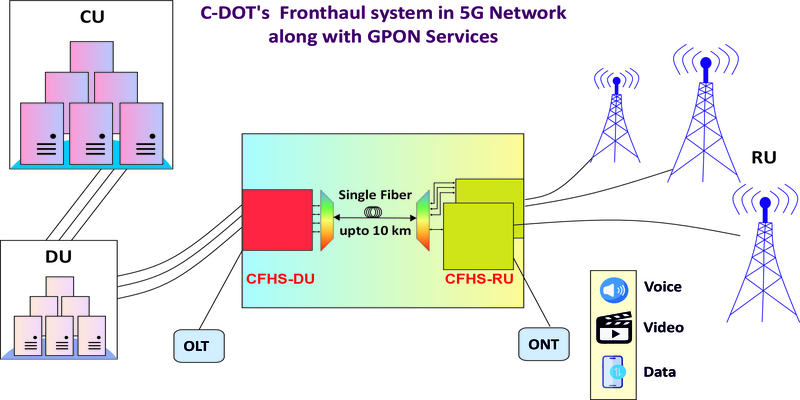 C-DOT's Fronthaul system in 5G Network
along with GPON Services
CU
RU
Single Fiber
upto 10 km
DU
CFHS-DU
CFHS-RU
OLT
ONT
Voice
Video
Data